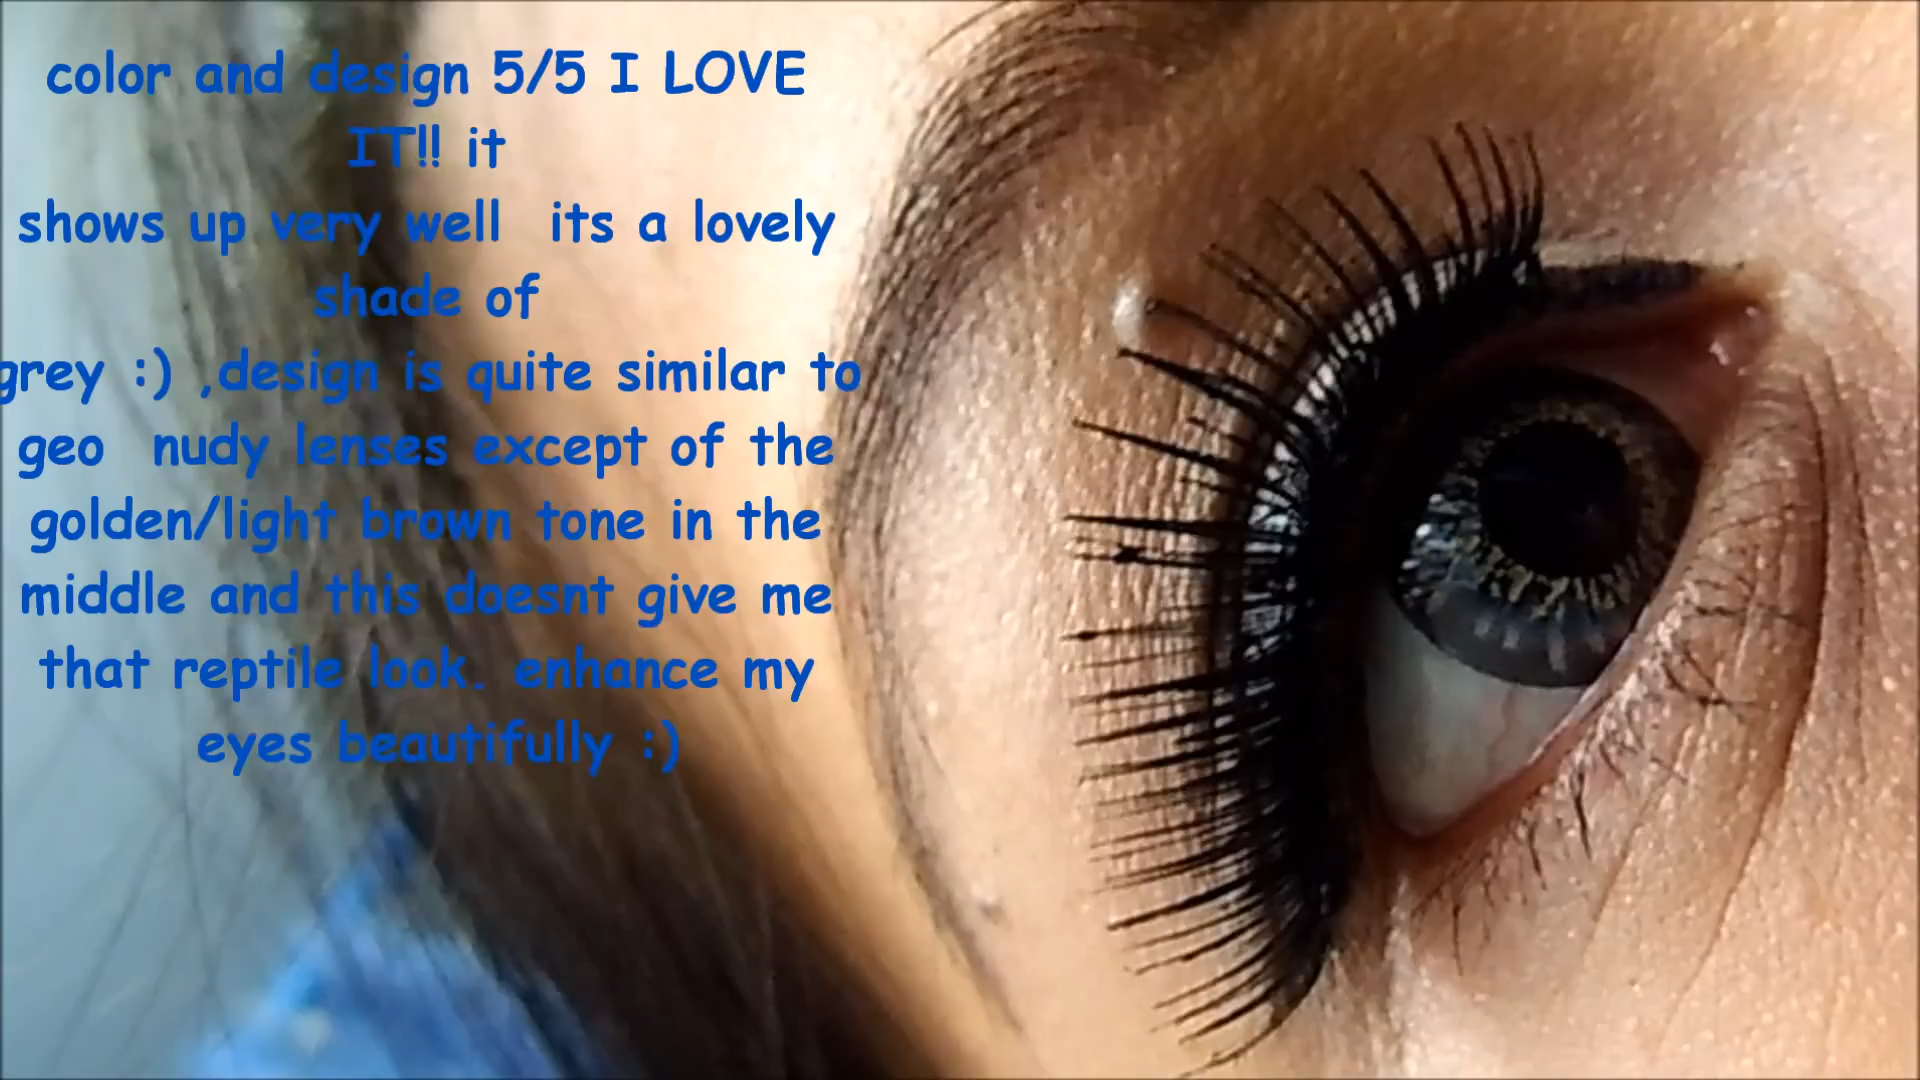 color and design 5/5 I LOVE
IT!! it
shows up very well  its a lovely
shade of
grey :) ,design is quite similar to
geo  nudy lenses except of the
golden/light brown tone in the
middle and this doesnt give me
that reptile look. enhance my
eyes beautifully :)